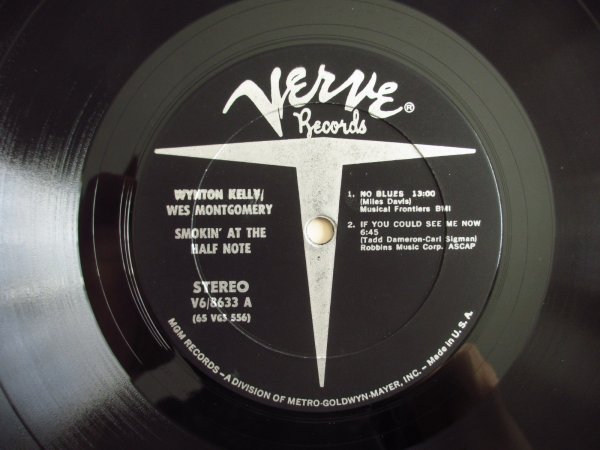 VERVE®
Records
WYNTON KELLY/
WES MONTGOMERY
SMOKIN' AT THE
HALF NOTE
STEREO
V6/8633 A
(65 VGS 556)
1. NO BLUES 13:00
(Miles Davis)
Musical Frontiers BMI
2. IF YOU COULD SEE ME NOW
6:45
(Tadd Dameron-Carl Sigman)
Robbins Music Corp. ASCAP
MGM RECORDS—A DIVISION OF METRO-GOLDWYN-MAYER, INC.—Made in U.S.A.